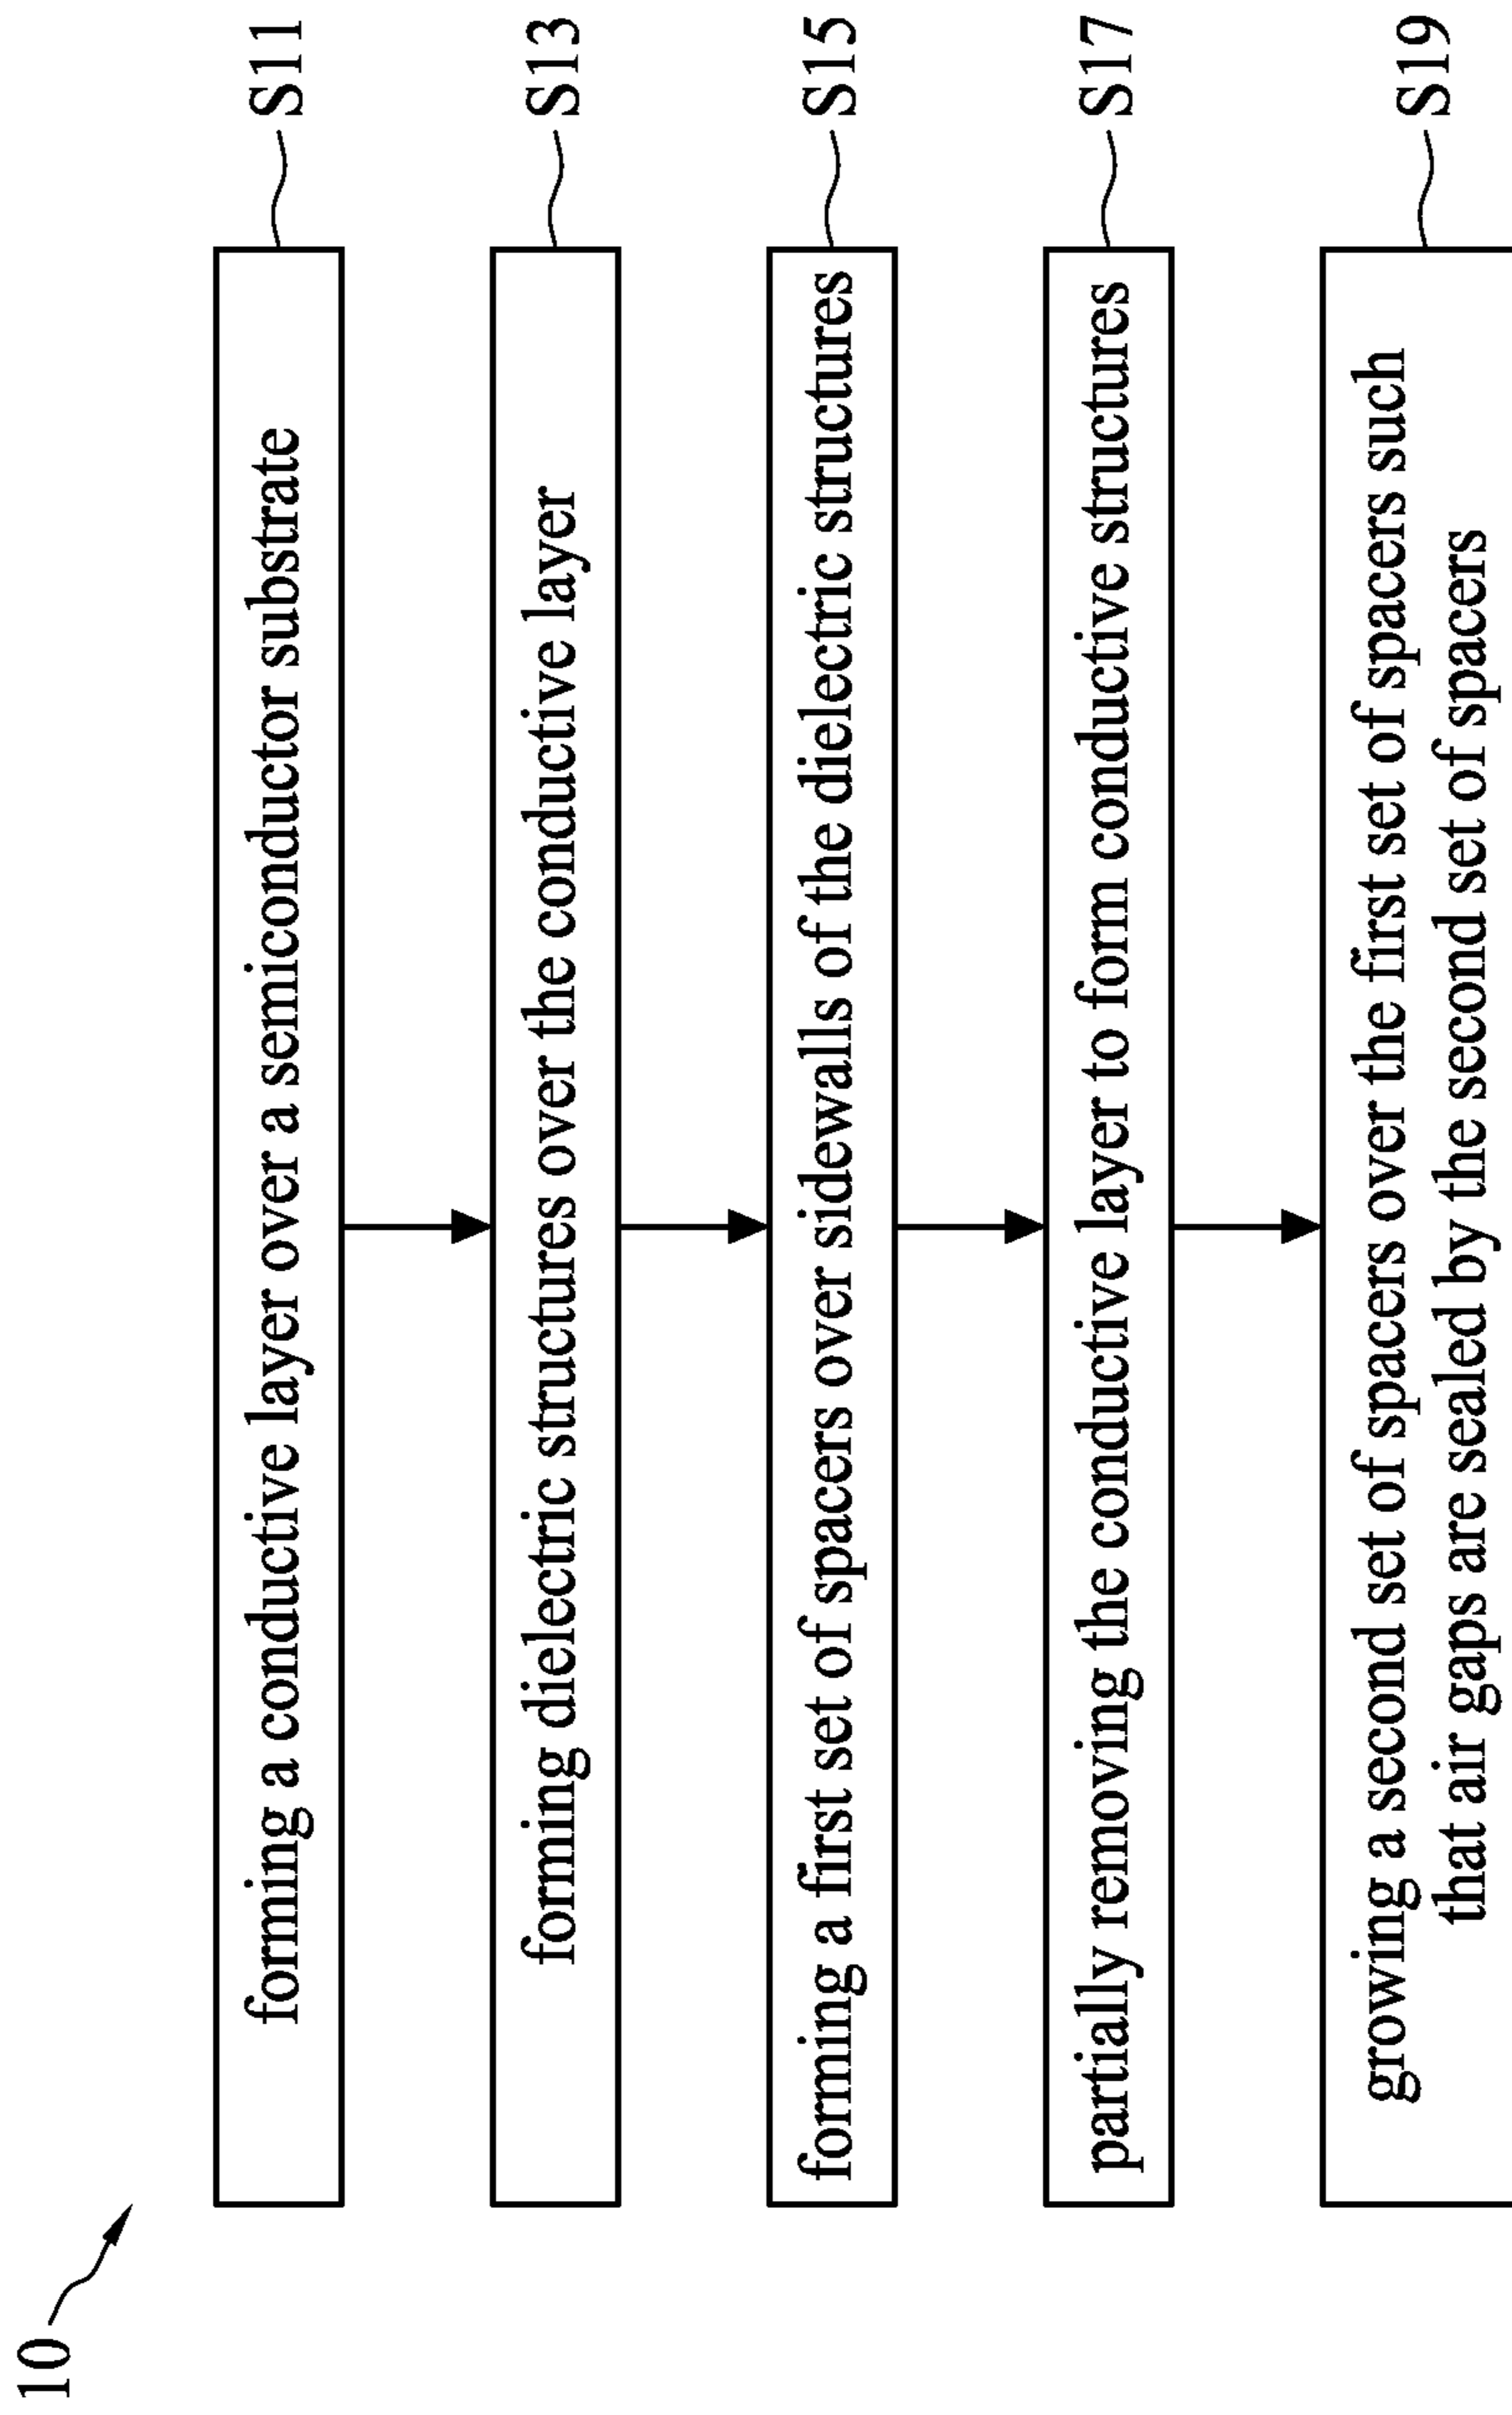 10
forming a conductive layer over a semiconductor substrate
S11
forming dielectric structures over the conductive layer
S13
forming a first set of spacers over sidewalls of the dielectric structures
S15
partially removing the conductive layer to form conductive structures
S17
growing a second set of spacers over the first set of spacers such
that air gaps are sealed by the second set of spacers
S19